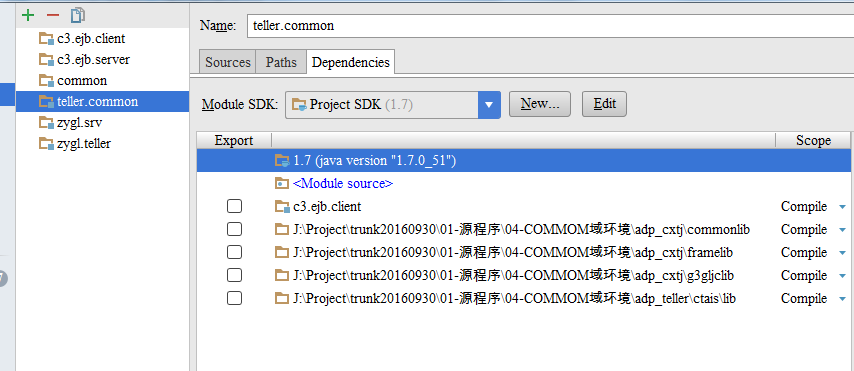 Name: teller.common
c3.ejb.client
c3.ejb.server
common
teller.common
zygl.srv
zygl.teller
Sources Paths Dependencies
Module SDK: Project SDK (1.7) New... Edit
Export Scope
1.7 (java version "1.7.0_51")
<Module source>
c3.ejb.client Compile
J:\Project\trunk20160930\01-源程序\04-COMMOM域环境\adp_cxtj\commonlib Compile
J:\Project\trunk20160930\01-源程序\04-COMMOM域环境\adp_cxtj\framelib Compile
J:\Project\trunk20160930\01-源程序\04-COMMOM域环境\adp_cxtj\g3gljclib Compile
J:\Project\trunk20160930\01-源程序\04-COMMOM域环境\adp_teller\ctais\lib Compile